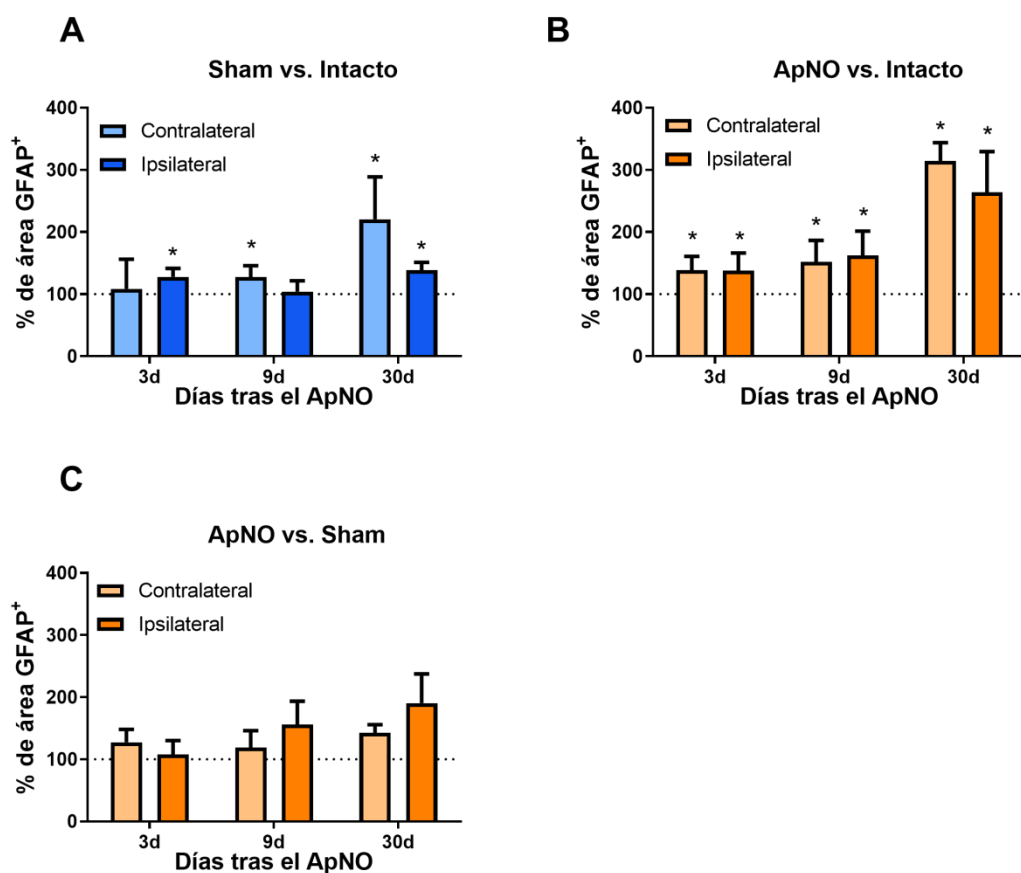 A
Sham vs. Intacto
% de área GFAP+
400
300
200
100
0
Contralateral
Ipsilateral
*
*
*
*
3d
9d
30d
Días tras el ApNO
B
ApNO vs. Intacto
% de área GFAP+
400
300
200
100
0
Contralateral
Ipsilateral
*
*
*
*
*
*
3d
9d
30d
Días tras el ApNO
C
ApNO vs. Sham
% de área GFAP+
400
300
200
100
0
Contralateral
Ipsilateral
3d
9d
30d
Días tras el ApNO